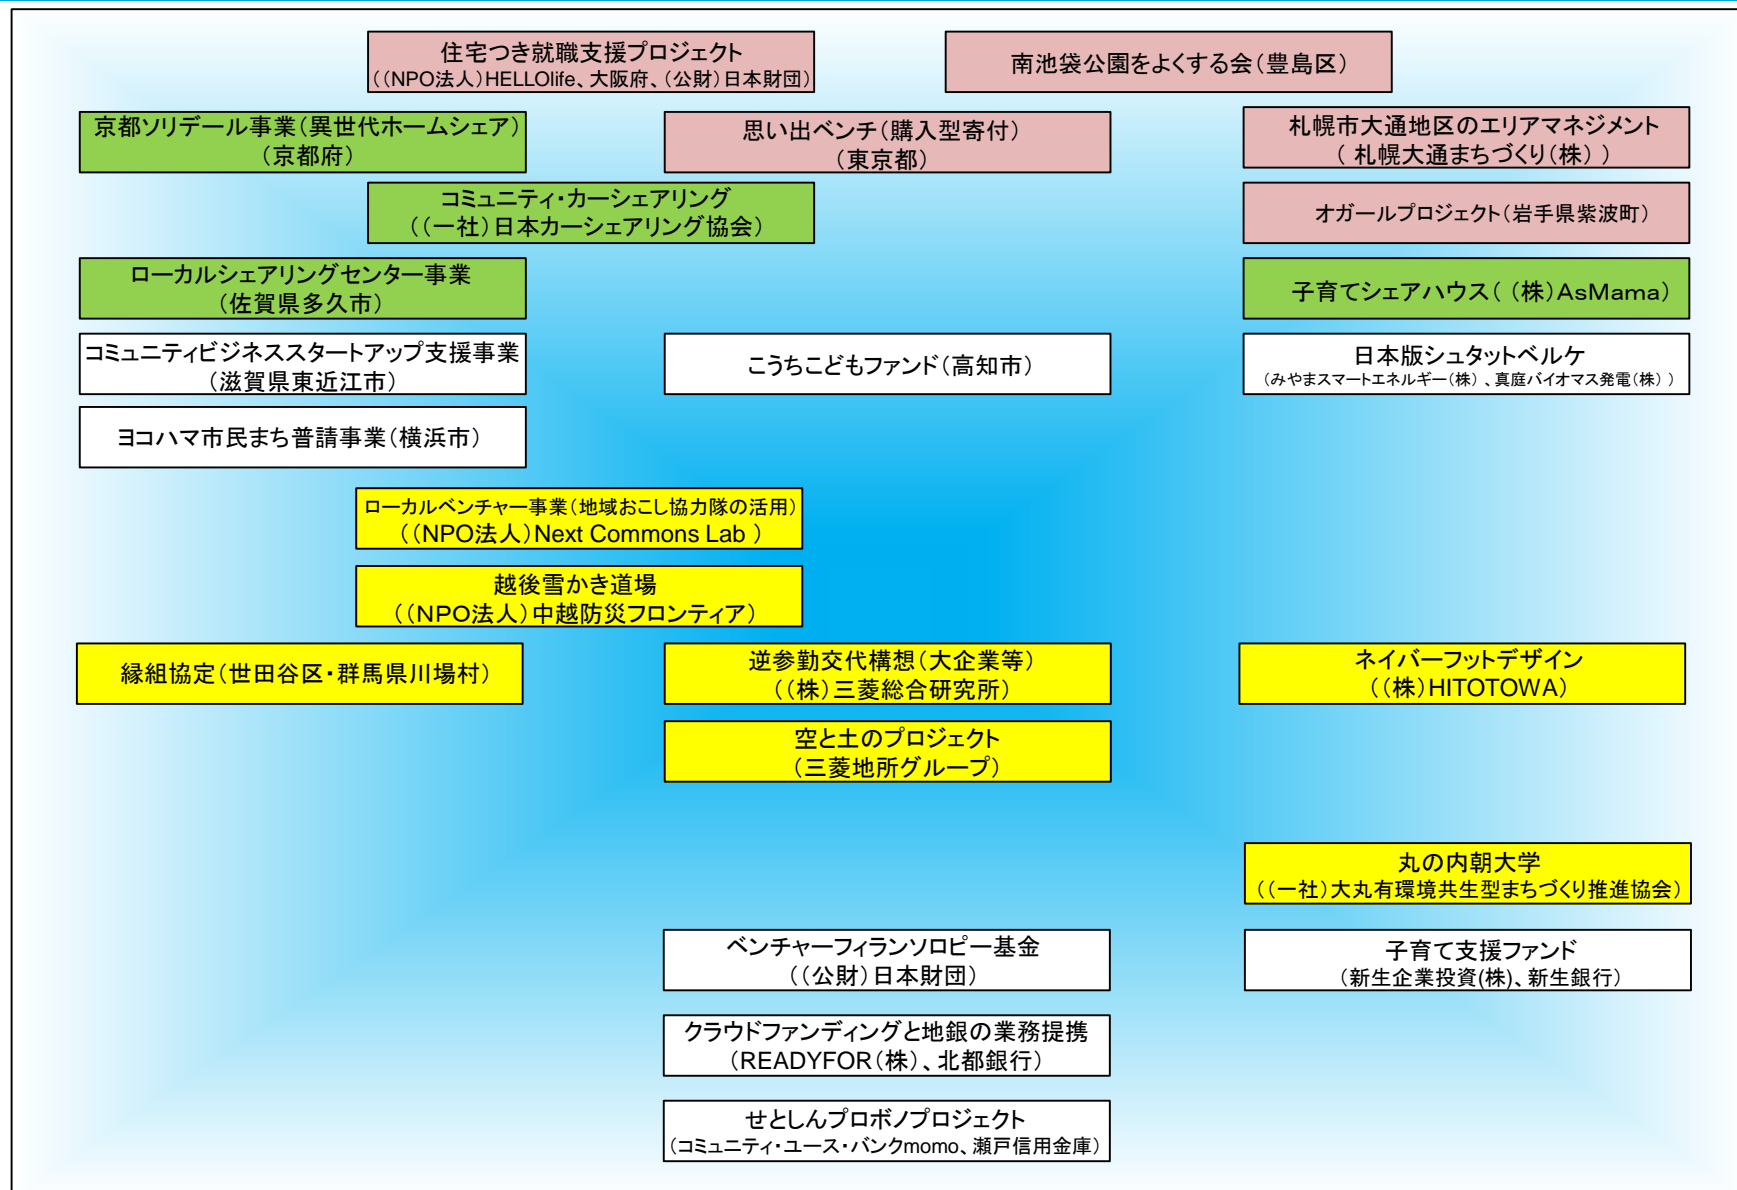 住宅つき就職支援プロジェクト
((NPO法人)HELLOlife、大阪府、(公財)日本財団)
南池袋公園をよくする会(豊島区)
京都ソリデール事業(異世代ホームシェア)
(京都府)
思い出ベンチ(購入型寄付)
(東京都)
札幌市大通地区のエリアマネジメント
( 札幌大通まちづくり(株) )
コミュニティ・カーシェアリング
((一社)日本カーシェアリング協会)
オガールプロジェクト(岩手県紫波町)
ローカルシェアリングセンター事業
(佐賀県多久市)
子育てシェアハウス( (株)AsMama)
コミュニティビジネススタートアップ支援事業
(滋賀県東近江市)
こうちこどもファンド(高知市)
日本版シュタットベルケ
(みやまスマートエネルギー(株) 、真庭バイオマス発電(株) )
ヨコハマ市民まち普請事業(横浜市)
ローカルベンチャー事業(地域おこし協力隊の活用)
((NPO法人)Next Commons Lab )
越後雪かき道場
((NPO法人)中越防災フロンティア)
縁組協定(世田谷区・群馬県川場村)
逆参勤交代構想(大企業等)
((株)三菱総合研究所)
ネイバーフットデザイン
((株)HITOTOWA)
空と土のプロジェクト
(三菱地所グループ)
丸の内朝大学
((一社)大丸有環境共生型まちづくり推進協会)
ベンチャーフィランソロピー基金
((公財)日本財団)
子育て支援ファンド
(新生企業投資(株)、新生銀行)
クラウドファンディングと地銀の業務提携
(READYFOR(株)、北都銀行)
せとしんプロボノプロジェクト
(コミュニティ・ユース・バンクmomo、瀬戸信用金庫)